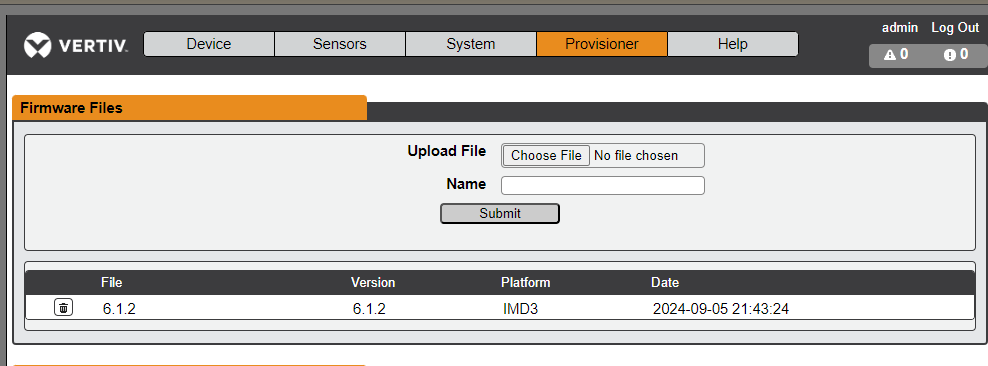 VERTIV.
Device Sensors System Provisioner Help
admin Log Out
0 0
Firmware Files
Upload File Choose File No file chosen
Name
Submit
File Version Platform Date
6.1.2 6.1.2 IMD3 2024-09-05 21:43:24